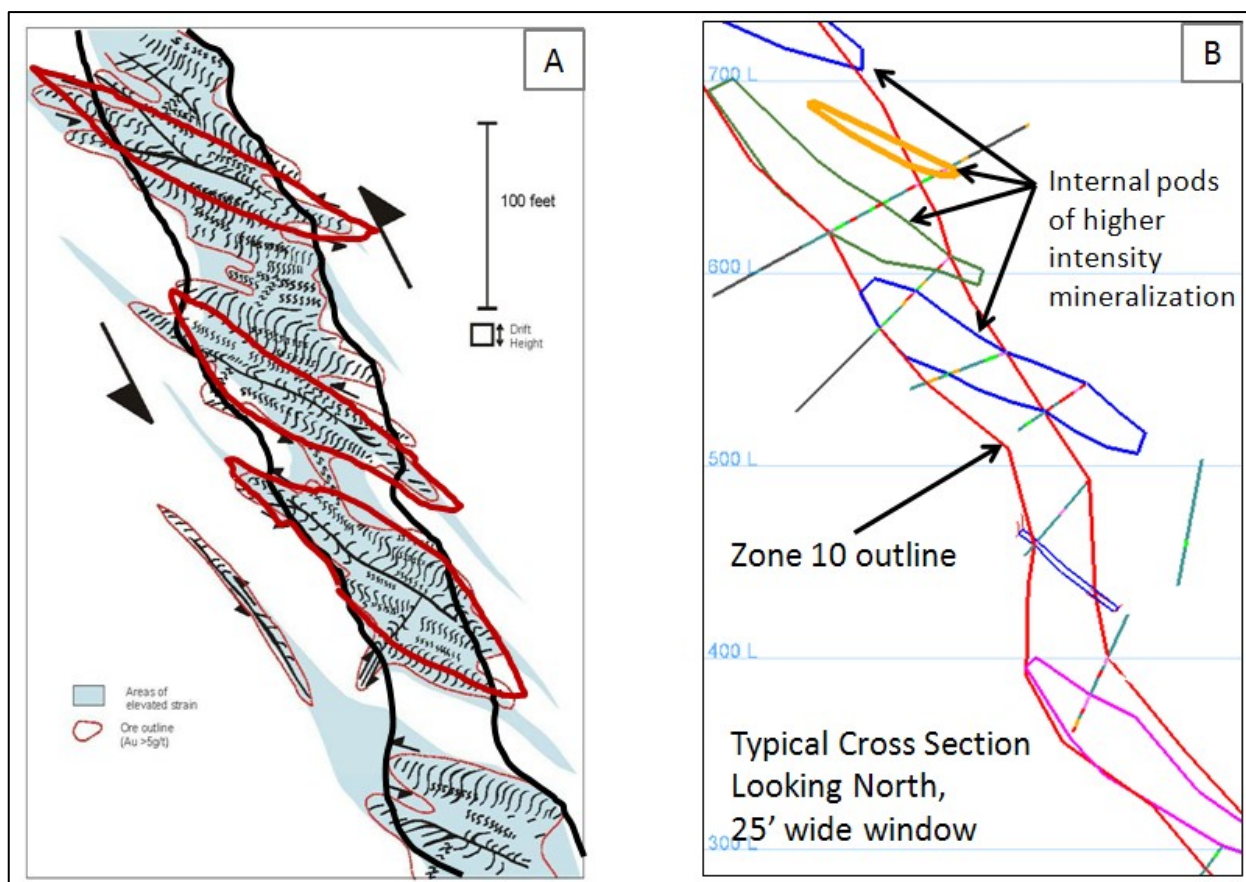 A
100 feet
Drift
Height
Areas of
elevated strain
Ore outline
(Au >5g/t)
B
700 L
Internal pods
of higher
intensity
mineralization
600 L
500 L
Zone 10 outline
400 L
Typical Cross Section
Looking North,
25’ wide window
300 L